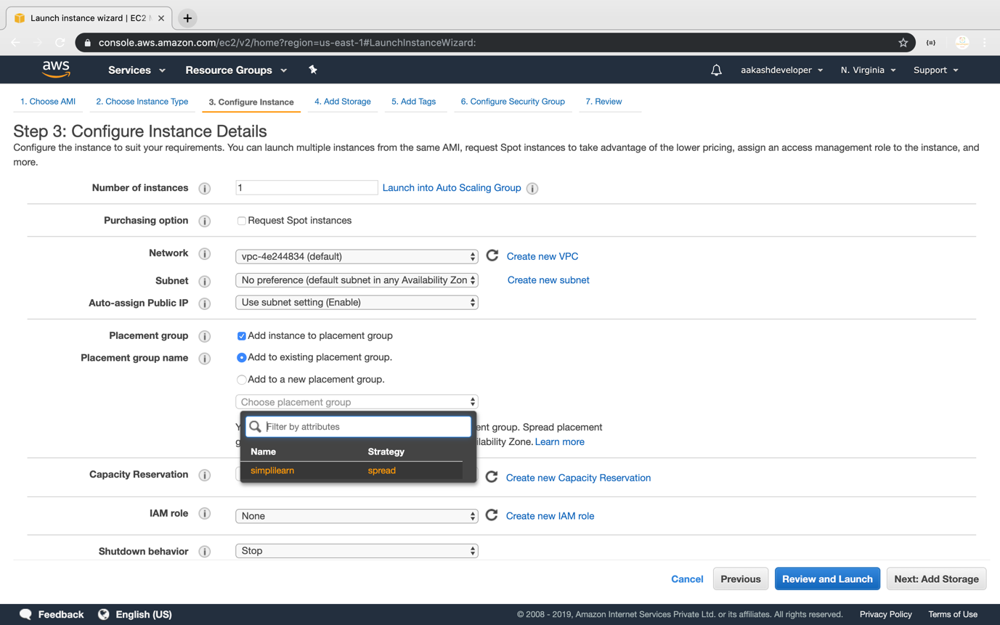 Launch instance wizard | EC2
console.aws.amazon.com/ec2/v2/home?region=us-east-1#LaunchInstanceWizard:
aws Services Resource Groups aakashdeveloper N. Virginia Support
1. Choose AMI 2. Choose Instance Type 3. Configure Instance 4. Add Storage 5. Add Tags 6. Configure Security Group 7. Review
Step 3: Configure Instance Details
Configure the instance to suit your requirements. You can launch multiple instances from the same AMI, request Spot instances to take advantage of the lower pricing, assign an access management role to the instance, and
more.
Number of instances 1 Launch into Auto Scaling Group
Purchasing option Request Spot instances
Network vpc-4e244834 (default) Create new VPC
Subnet No preference (default subnet in any Availability Zon Create new subnet
Auto-assign Public IP Use subnet setting (Enable)
Placement group Add instance to placement group
Placement group name Add to existing placement group.
Add to a new placement group.
Choose placement group
Filter by attributes ent group. Spread placement
ilability Zone. Learn more
Name Strategy
simplilearn spread
Capacity Reservation Create new Capacity Reservation
IAM role None Create new IAM role
Shutdown behavior Stop
Cancel Previous Review and Launch Next: Add Storage
Feedback English (US) © 2008 - 2019, Amazon Internet Services Private Ltd. or its affiliates. All rights reserved. Privacy Policy Terms of Use